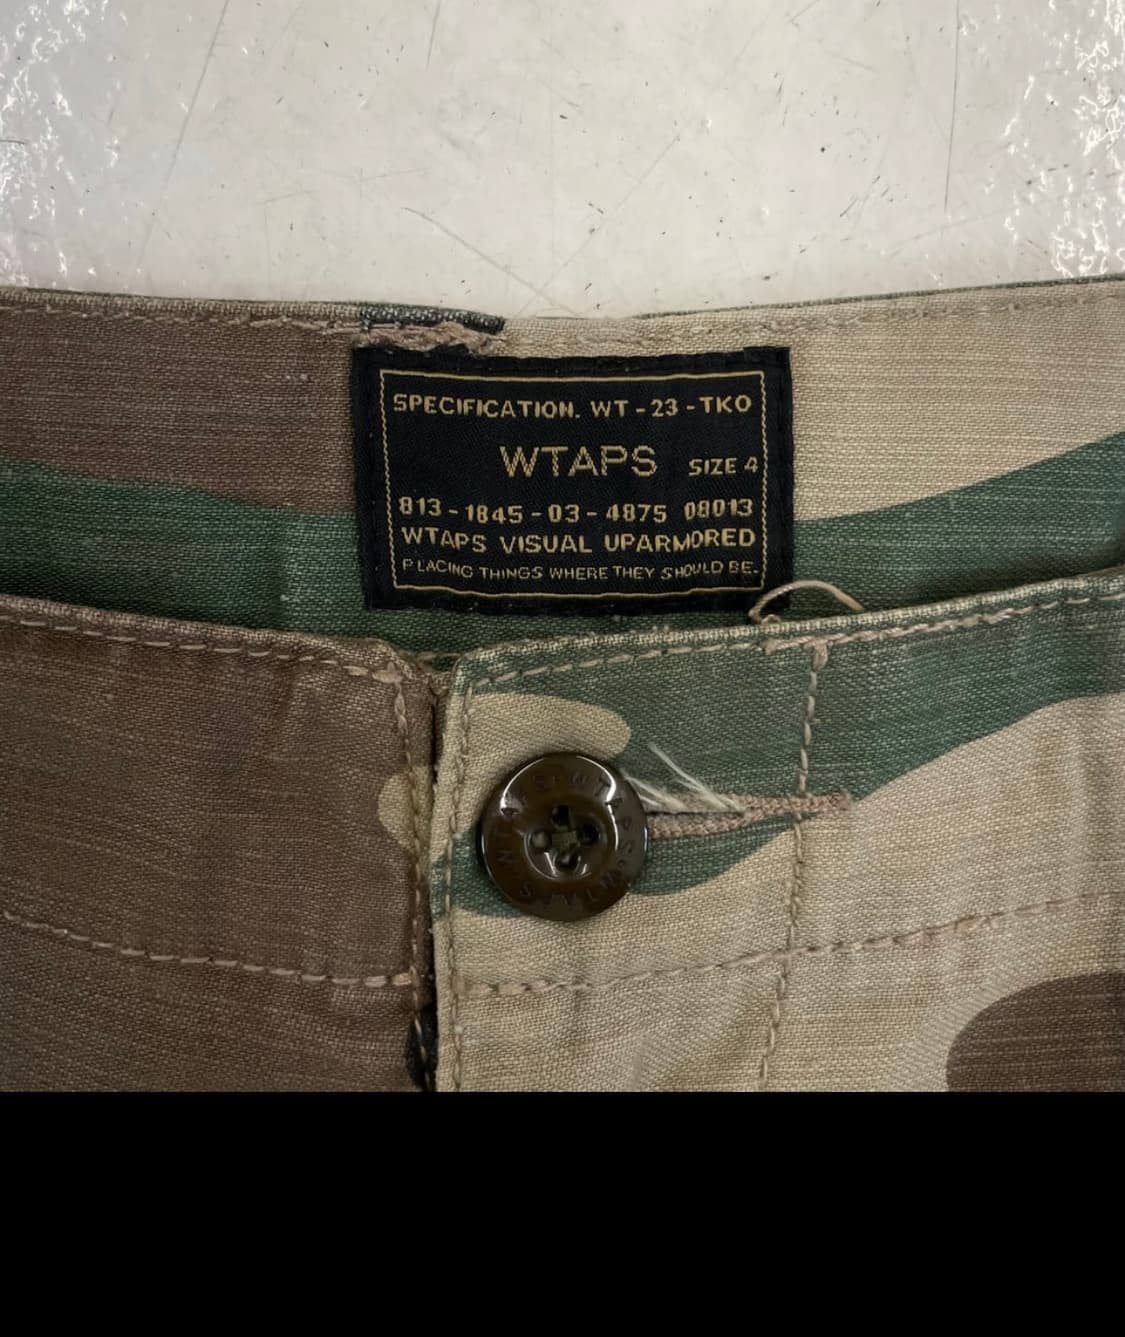 SPECIFICATION. WT-23-TKO
WTAPS SIZE 4
813-1845-03-4875 08013
WTAPS VISUAL UPARMORED
PLACING THINGS WHERE THEY SHOULD BE.
WTAPS